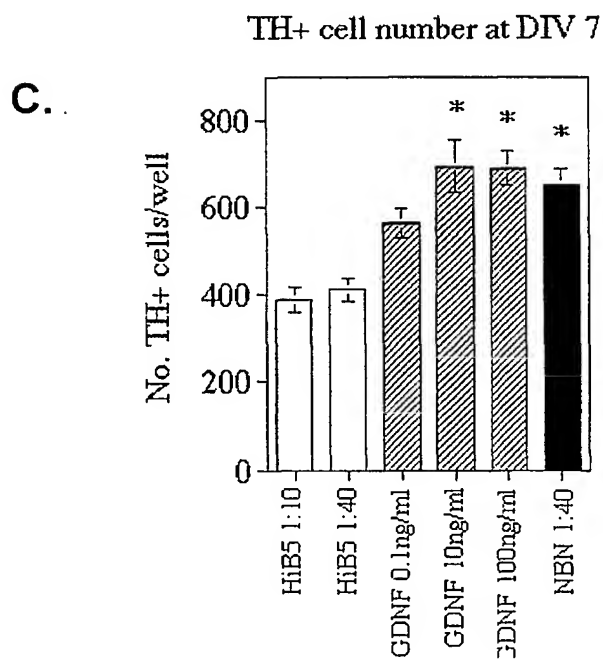 TH+ cell number at DIV 7
C.
No. TH+ cells/well
800
600
400
200
0
* * *
HiB5 1:10
HiB5 1:40
GDNF 0.1ng/ml
GDNF 10ng/ml
GDNF 100ng/ml
NBN 1:40